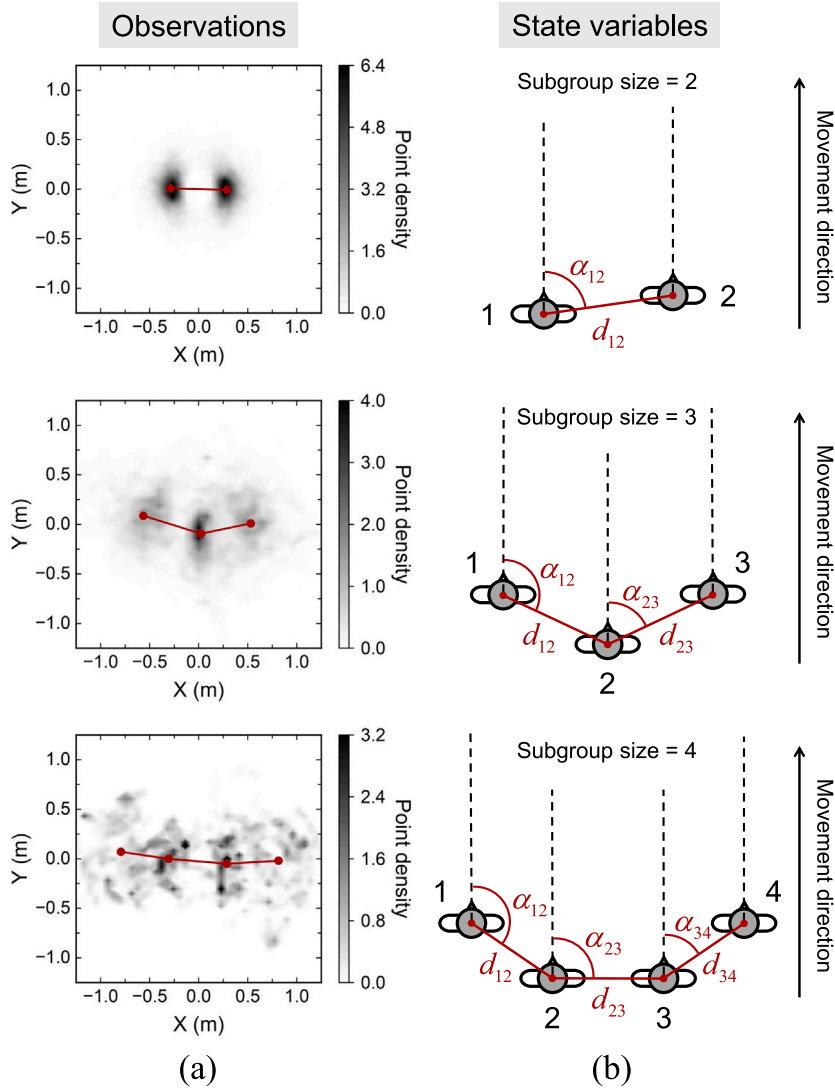 Observations
State variables
1.0
0.5
0.0
−0.5
−1.0
Y (m)
−1.0 −0.5 0.0 0.5 1.0
X (m)
6.4
4.8
3.2
1.6
0.0
Point density
Subgroup size = 2
α12
1
2
d12
Movement direction
1.0
0.5
0.0
−0.5
−1.0
Y (m)
−1.0 −0.5 0.0 0.5 1.0
X (m)
4.0
3.0
2.0
1.0
0.0
Point density
Subgroup size = 3
1
α12
3
α23
d12
d23
2
Movement direction
1.0
0.5
0.0
−0.5
−1.0
Y (m)
−1.0 −0.5 0.0 0.5 1.0
X (m)
3.2
2.4
1.6
0.8
0.0
Point density
Subgroup size = 4
1
α12
4
α23
α34
d12
d23
d34
2
3
Movement direction
(a)
(b)